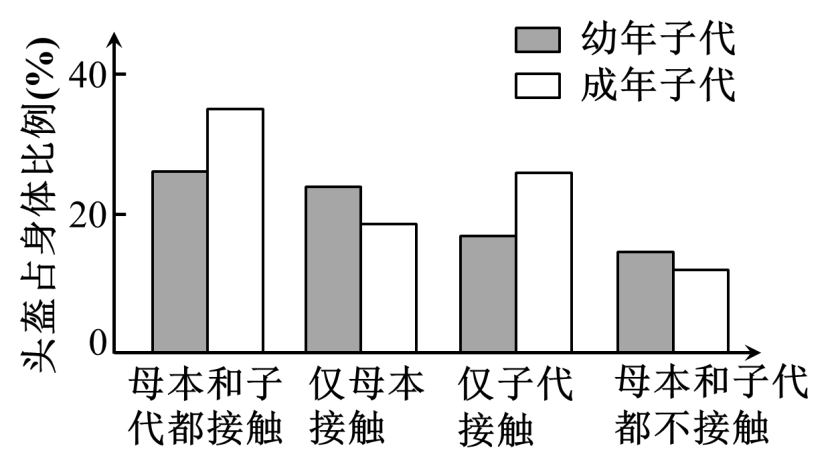 幼年子代
成年子代
头盔占身体比例(%)
40
20
0
母本和子
代都接触
仅母本
接触
仅子代
接触
母本和子代
都不接触